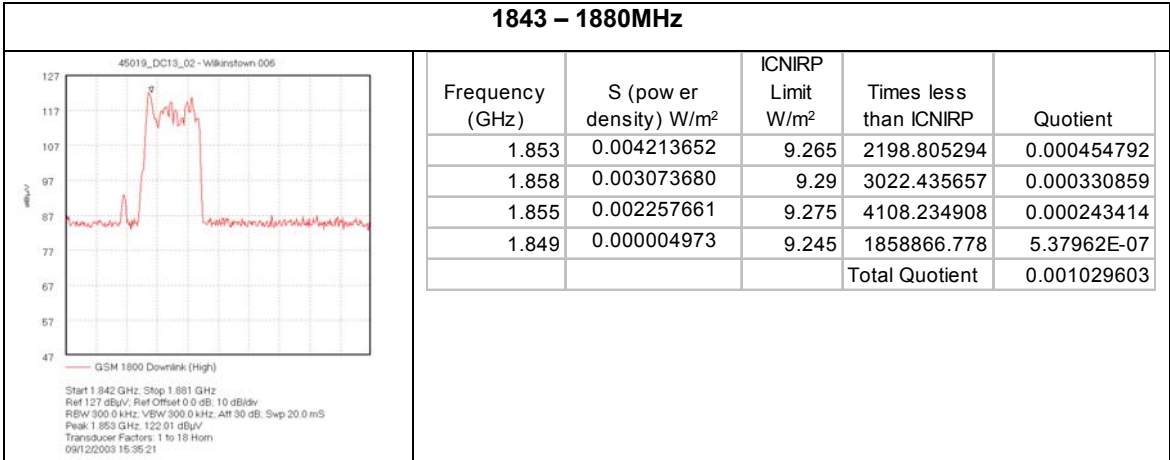 1843 – 1880MHz
45019_DC13_02 - Wilkinstown 006
127
117
107
97
87
77
67
57
47
dBµV
GSM 1800 Downlink (High)
Start 1.842 GHz; Stop 1.881 GHz
Ref 127 dBµV; Ref Offset 0.0 dB; 10 dB/div
RBW 300.0 kHz; VBW 300.0 kHz; Att 30 dB; Swp 20.0 mS
Peak 1.853 GHz, 122.01 dBµV
Transducer Factors: 1 to 18 Horn
09/12/2003 15:35:21
Frequency (GHz) S (pow er density) W/m² ICNIRP Limit W/m² Times less than ICNIRP Quotient
1.853 0.004213652 9.265 2198.805294 0.000454792
1.858 0.003073680 9.29 3022.435657 0.000330859
1.855 0.002257661 9.275 4108.234908 0.000243414
1.849 0.000004973 9.245 1858866.778 5.37962E-07
Total Quotient 0.001029603